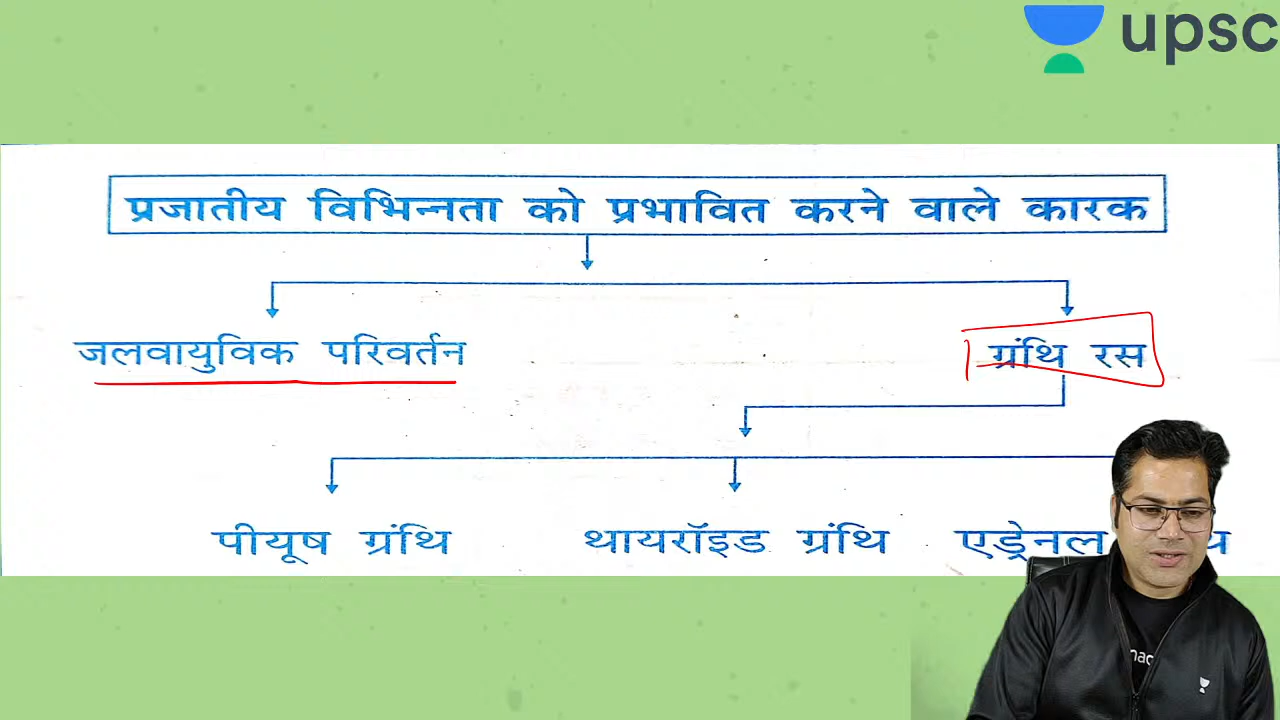 upsc
प्रजातीय विभिन्नता को प्रभावित करने वाले कारक
जलवायुविक परिवर्तन ग्रंथि रस
पीयूष ग्रंथि थायरॉइड ग्रंथि एड्रेनल